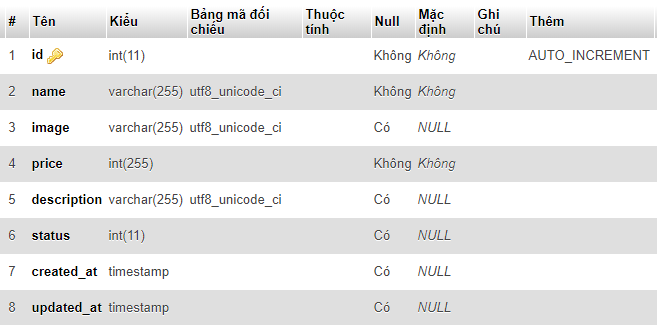 # Tên Kiểu Bảng mã đối chiếu Thuộc tính Null Mặc định Ghi chú Thêm
1 id int(11) Không Không AUTO_INCREMENT
2 name varchar(255) utf8_unicode_ci Không Không
3 image varchar(255) utf8_unicode_ci Có NULL
4 price int(255) Không Không
5 description varchar(255) utf8_unicode_ci Có NULL
6 status int(11) Có NULL
7 created_at timestamp Có NULL
8 updated_at timestamp Có NULL